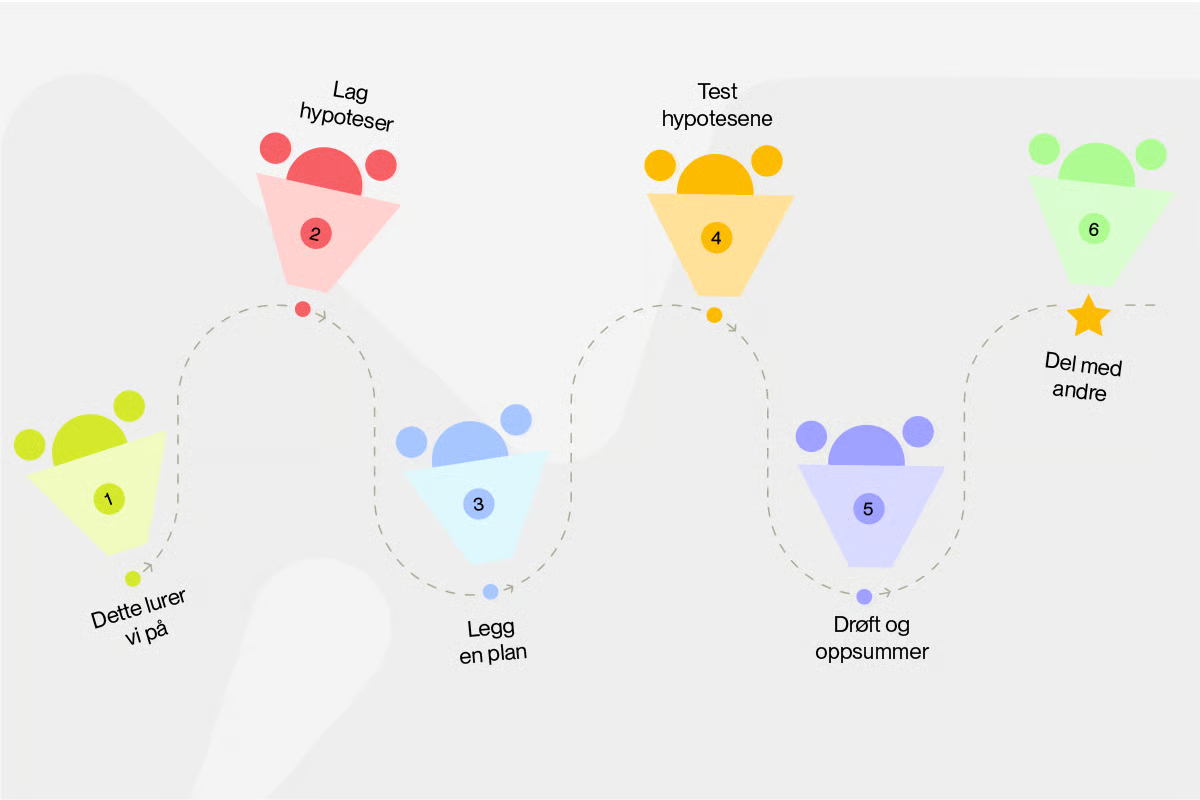 1
Dette lurer
vi på
Lag
hypoteser
2
3
Legg
en plan
Test
hypotesene
4
5
Drøft og
oppsummer
6
Del med
andre